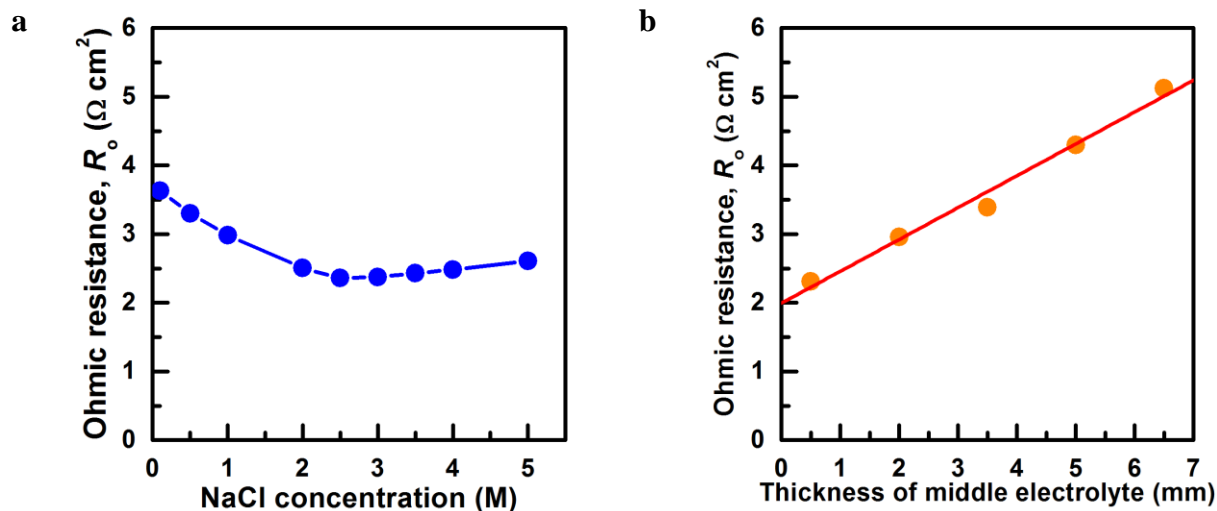 a
Ohmic resistance, Rₒ (Ω cm²)
6
5
4
3
2
1
0
0 1 2 3 4 5
NaCl concentration (M)
b
Ohmic resistance, Rₒ (Ω cm²)
6
5
4
3
2
1
0
0 1 2 3 4 5 6 7
Thickness of middle electrolyte (mm)